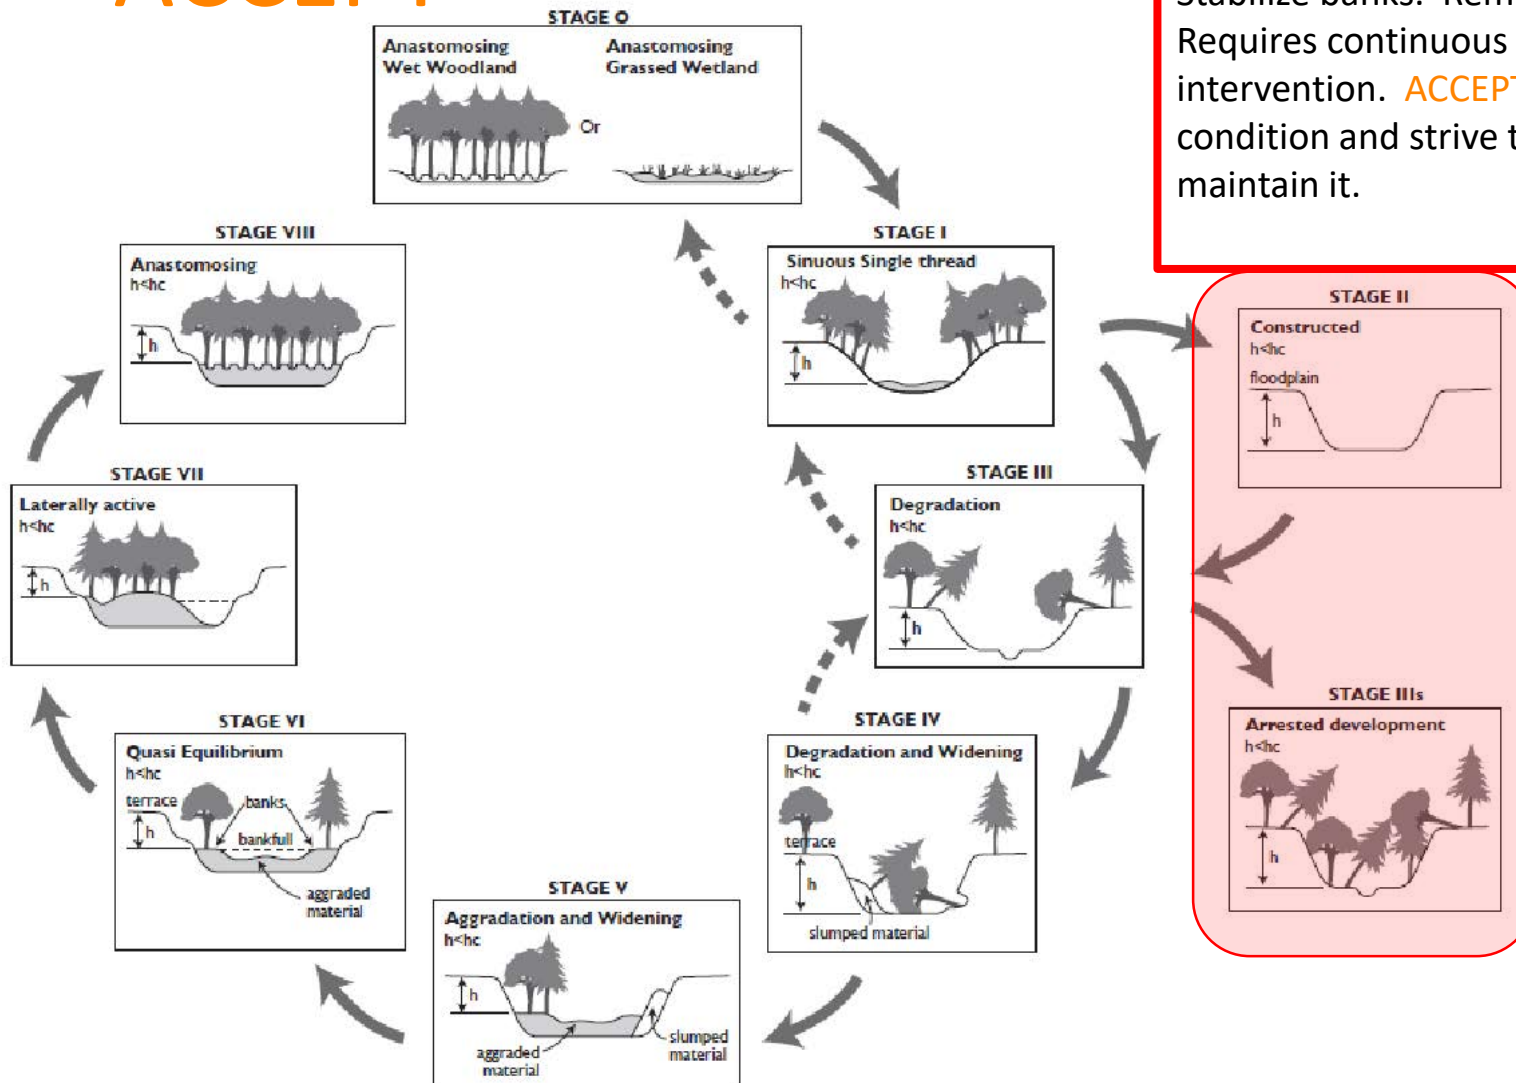 ACCEPT
Stabilize banks.
Requires continuous
intervention. ACCEPT
condition and strive
maintain it.
STAGE O
Anastomosing
Wet Woodland
Anastomosing
Grassed Wetland
Or
STAGE VIII
Anastomosing
h<hc
h
STAGE I
Sinuous Single thread
h<hc
h
STAGE II
Constructed
h<hc
floodplain
h
STAGE VII
Laterally active
h<hc
h
STAGE III
Degradation
h<hc
h
STAGE IIIs
Arrested development
h<hc
h
STAGE VI
Quasi Equilibrium
h<hc
terrace
banks
h
bankfull
aggraded
material
STAGE IV
Degradation and Widening
h<hc
terrace
h
slumped material
STAGE V
Aggradation and Widening
h<hc
h
aggraded
material
slumped
material